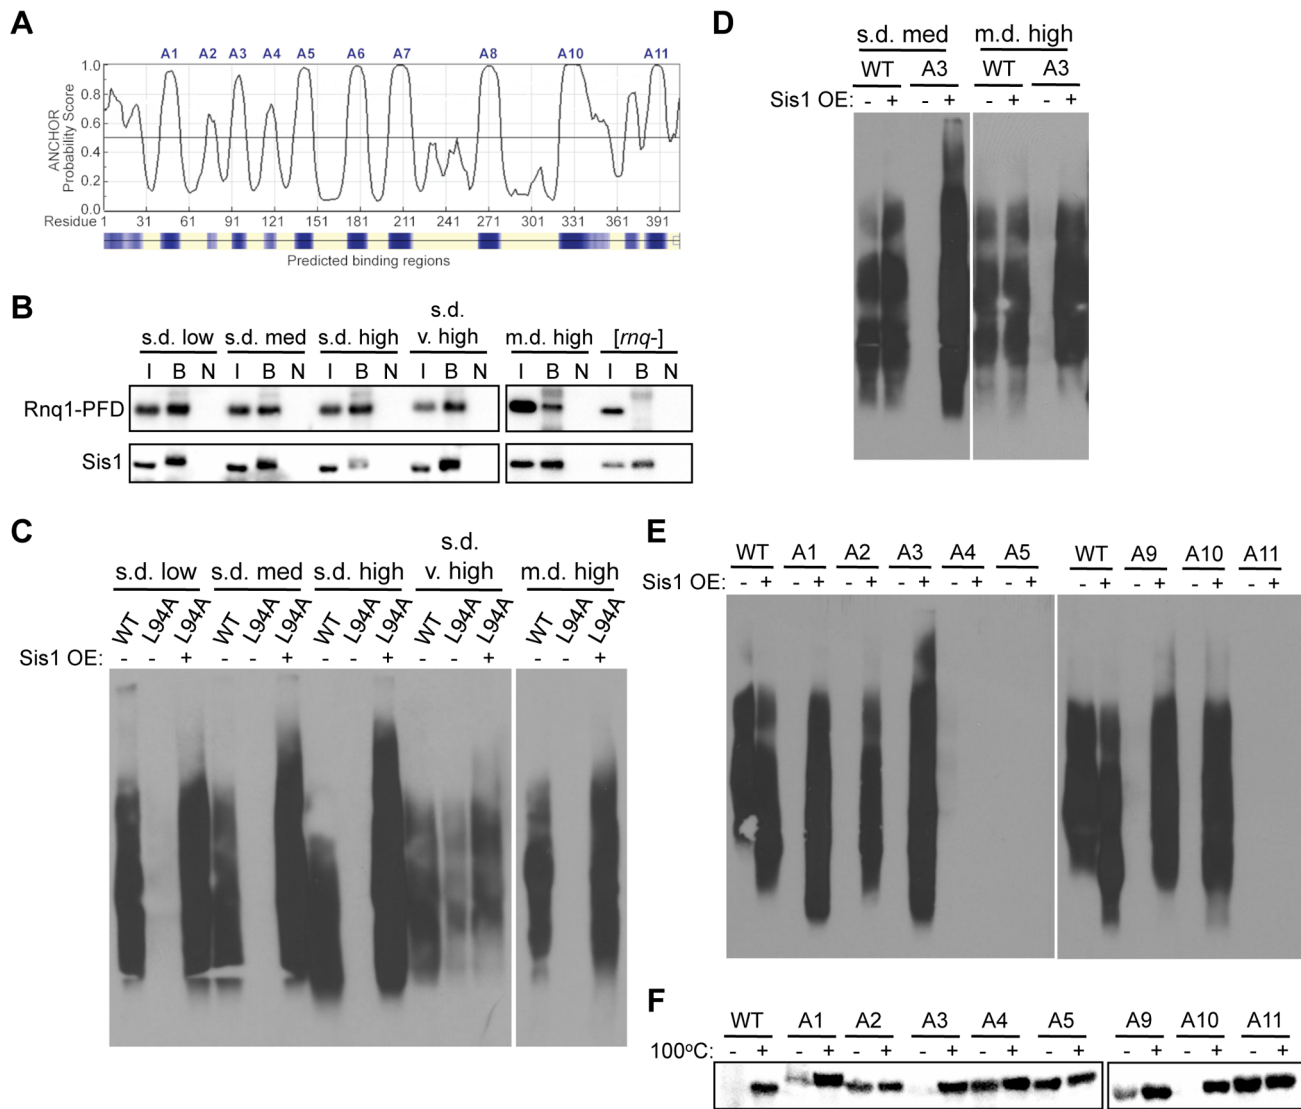 A
A1 A2 A3 A4 A5 A6 A7 A8 A10 A11
ANCHOR
Probability Score
1.0
0.8
0.6
0.4
0.2
0.0
Residue 1 31 61 91 121 151 181 211 241 271 301 331 361 391
Predicted binding regions
B
s.d. low s.d. med s.d. high s.d. v. high m.d. high [rnq-]
I B N I B N I B N I B N I B N I B N
Rnq1-PFD
Sis1
C
s.d. low s.d. med s.d. high s.d. v. high m.d. high
WT L94A L94A WT L94A L94A WT L94A L94A WT L94A L94A WT L94A L94A
Sis1 OE: - - + - - + - - + - - + - - +
D
s.d. med m.d. high
WT A3 WT A3
Sis1 OE: - + - + - + - +
E
WT A1 A2 A3 A4 A5 WT A9 A10 A11
Sis1 OE: - + - + - + - + - + - + - + - + - + - +
F
WT A1 A2 A3 A4 A5 A9 A10 A11
100°C: - + - + - + - + - + - + - + - + - +